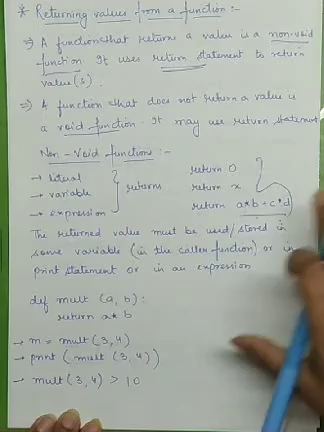 * Returning values from a function :-
⇒ A function that returns a value is a non-void
function. It uses return statement to return
value(s).
⇒ A function that does not return a value is
a void function. It may use return statement
Non-Void functions :-
→ literal
→ variable
→ expression
returns
return 0
return x
return a*b+c*d
The returned value must be used/stored in
some variable (in the caller function) or in
print statement or in an expression
def mult (a, b):
return a*b
→ m = mult(3,4)
→ print (mult (3,4))
→ mult(3,4) > 10